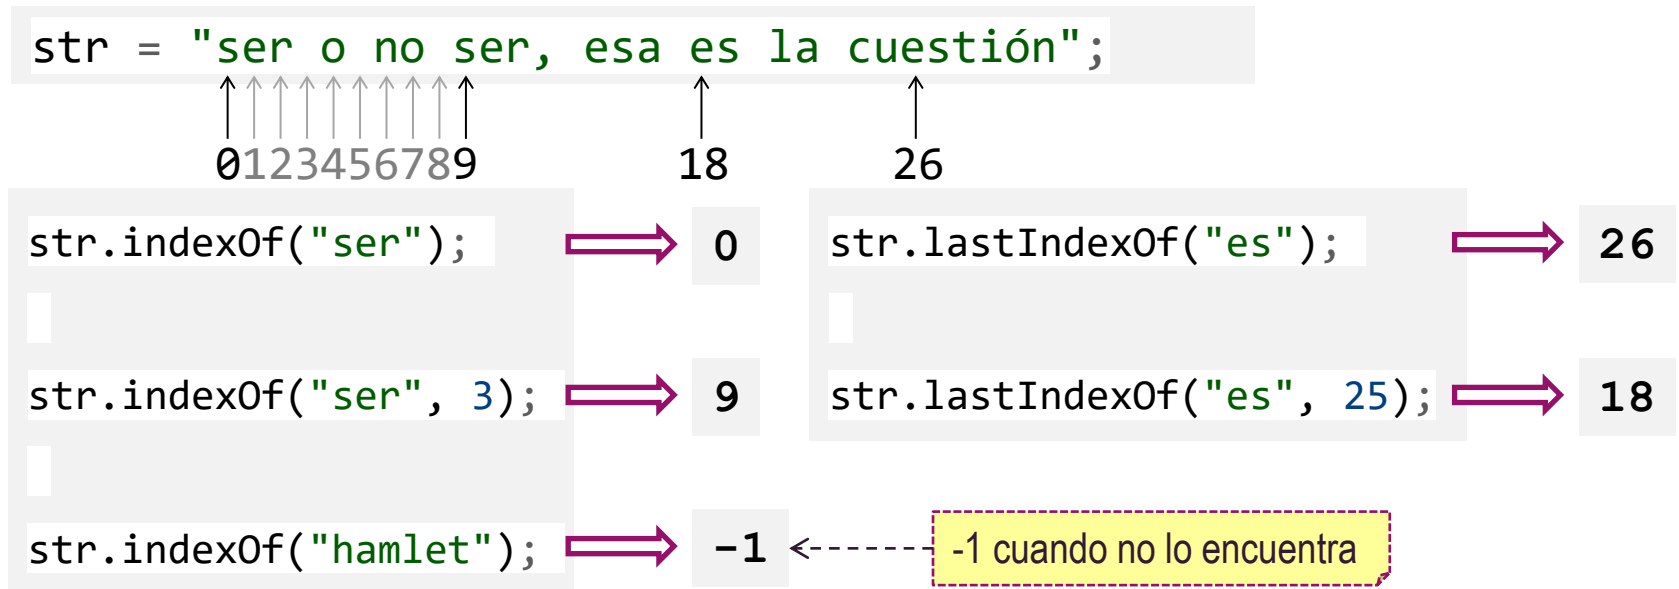 str = "ser o no ser, esa es la cuestión";
0123456789 18 26
str.indexOf("ser"); 0
str.lastIndexOf("es"); 26
str.indexOf("ser", 3); 9
str.lastIndexOf("es", 25); 18
str.indexOf("hamlet"); -1
-1 cuando no lo encuentra